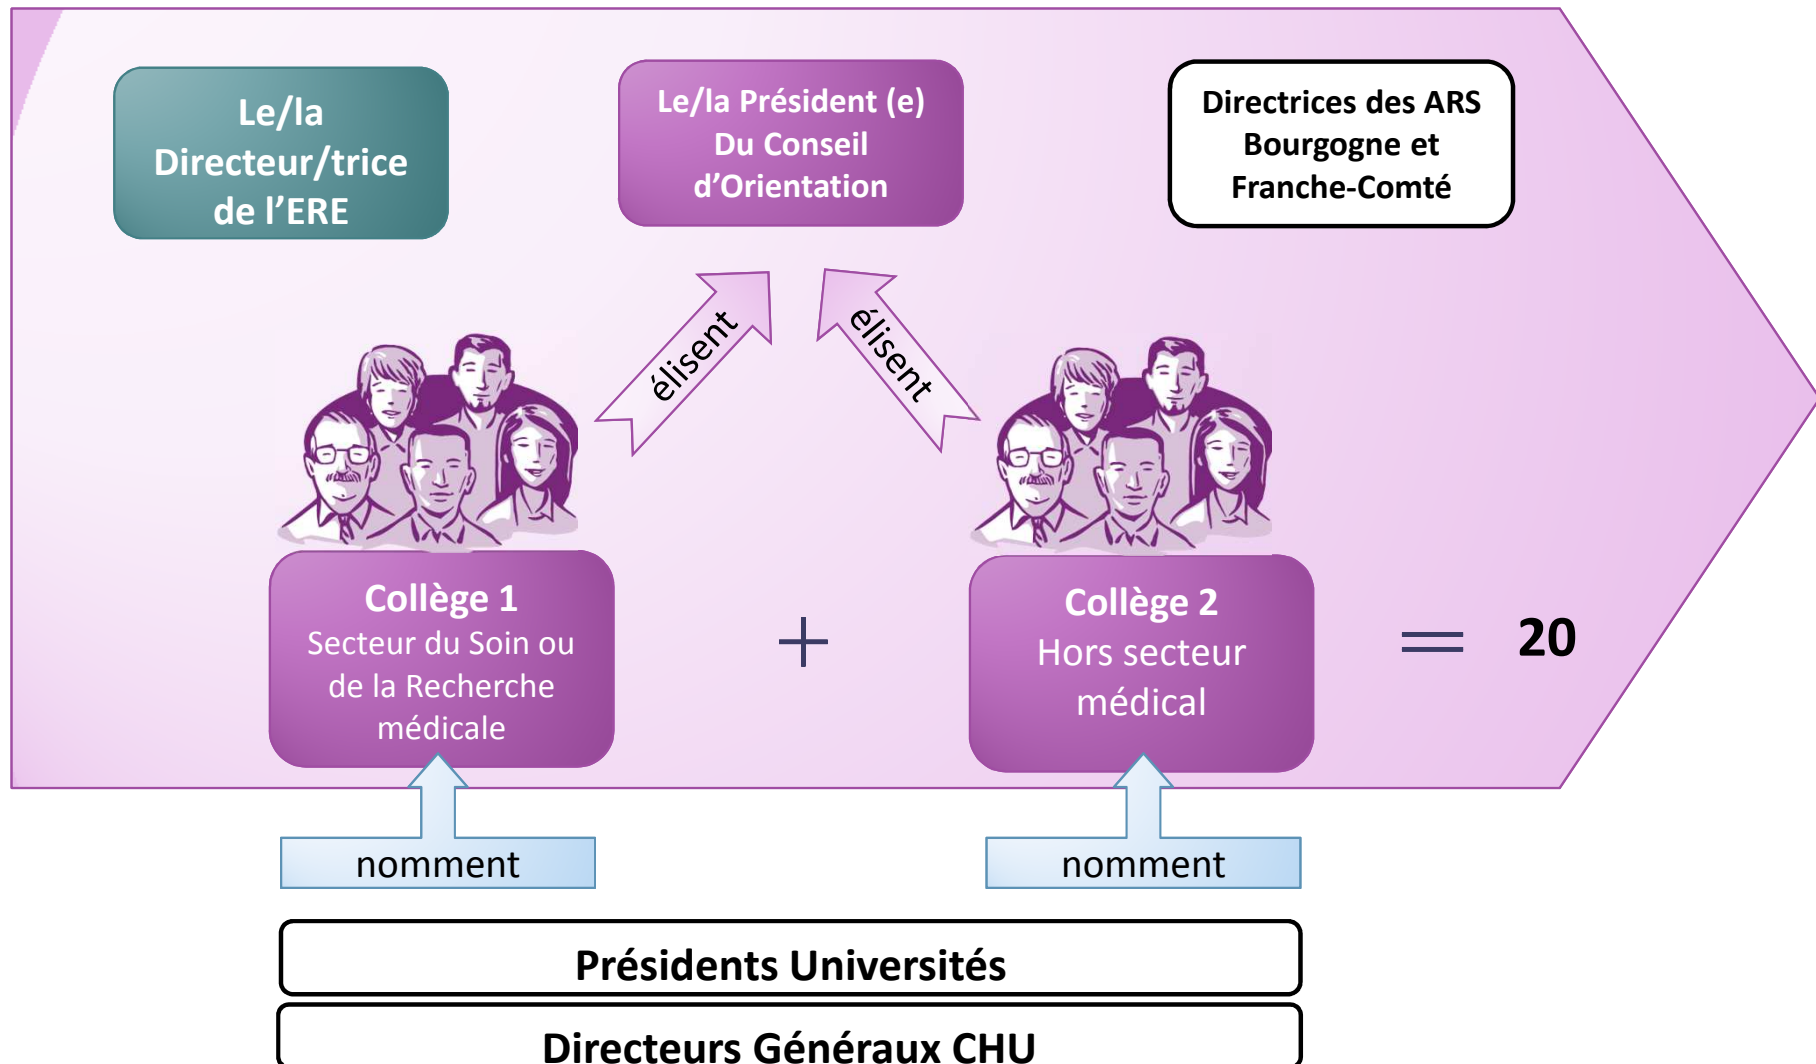 Le/la
Directeur/trice
de l'ERE
Le/la Président (e)
Du Conseil
d'Orientation
Directrices des ARS
Bourgogne et
Franche-Comté
élisent
élisent
Collège 1
Secteur du Soin ou
de la Recherche
médicale
+
Collège 2
Hors secteur
médical
= 20
nomment
nomment
Présidents Universités
Directeurs Généraux CHU